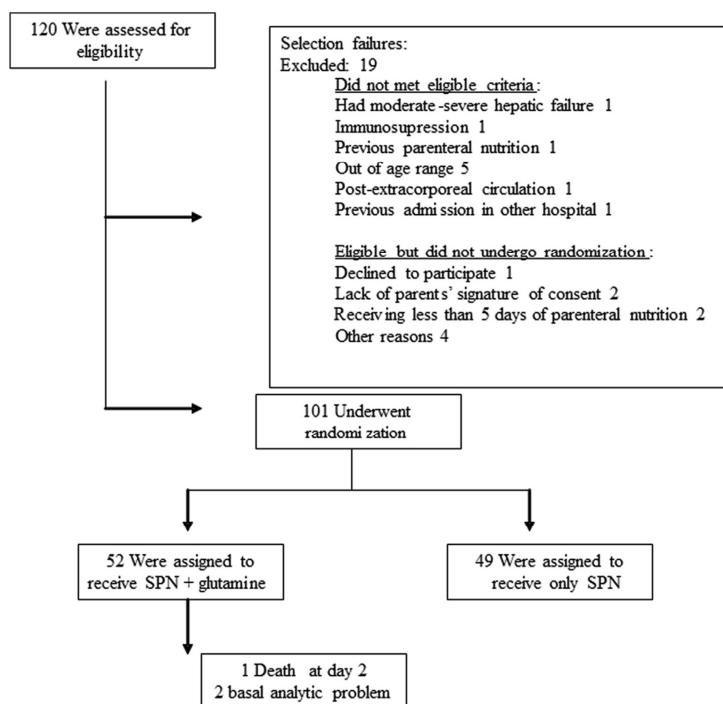 120 Were assessed for
eligibility
Selection failures:
Excluded: 19
Did not met eligible criteria:
Had moderate-severe hepatic failure 1
Immunosupression 1
Previous parenteral nutrition 1
Out of age range 5
Post-extracorporeal circulation 1
Previous admission in other hospital 1
Eligible but did not undergo randomization:
Declined to participate 1
Lack of parents' signature of consent 2
Receiving less than 5 days of parenteral nutrition 2
Other reasons 4
101 Underwent
randomization
52 Were assigned to
receive SPN + glutamine
49 Were assigned to
receive only SPN
1 Death at day 2
2 basal analytic problem